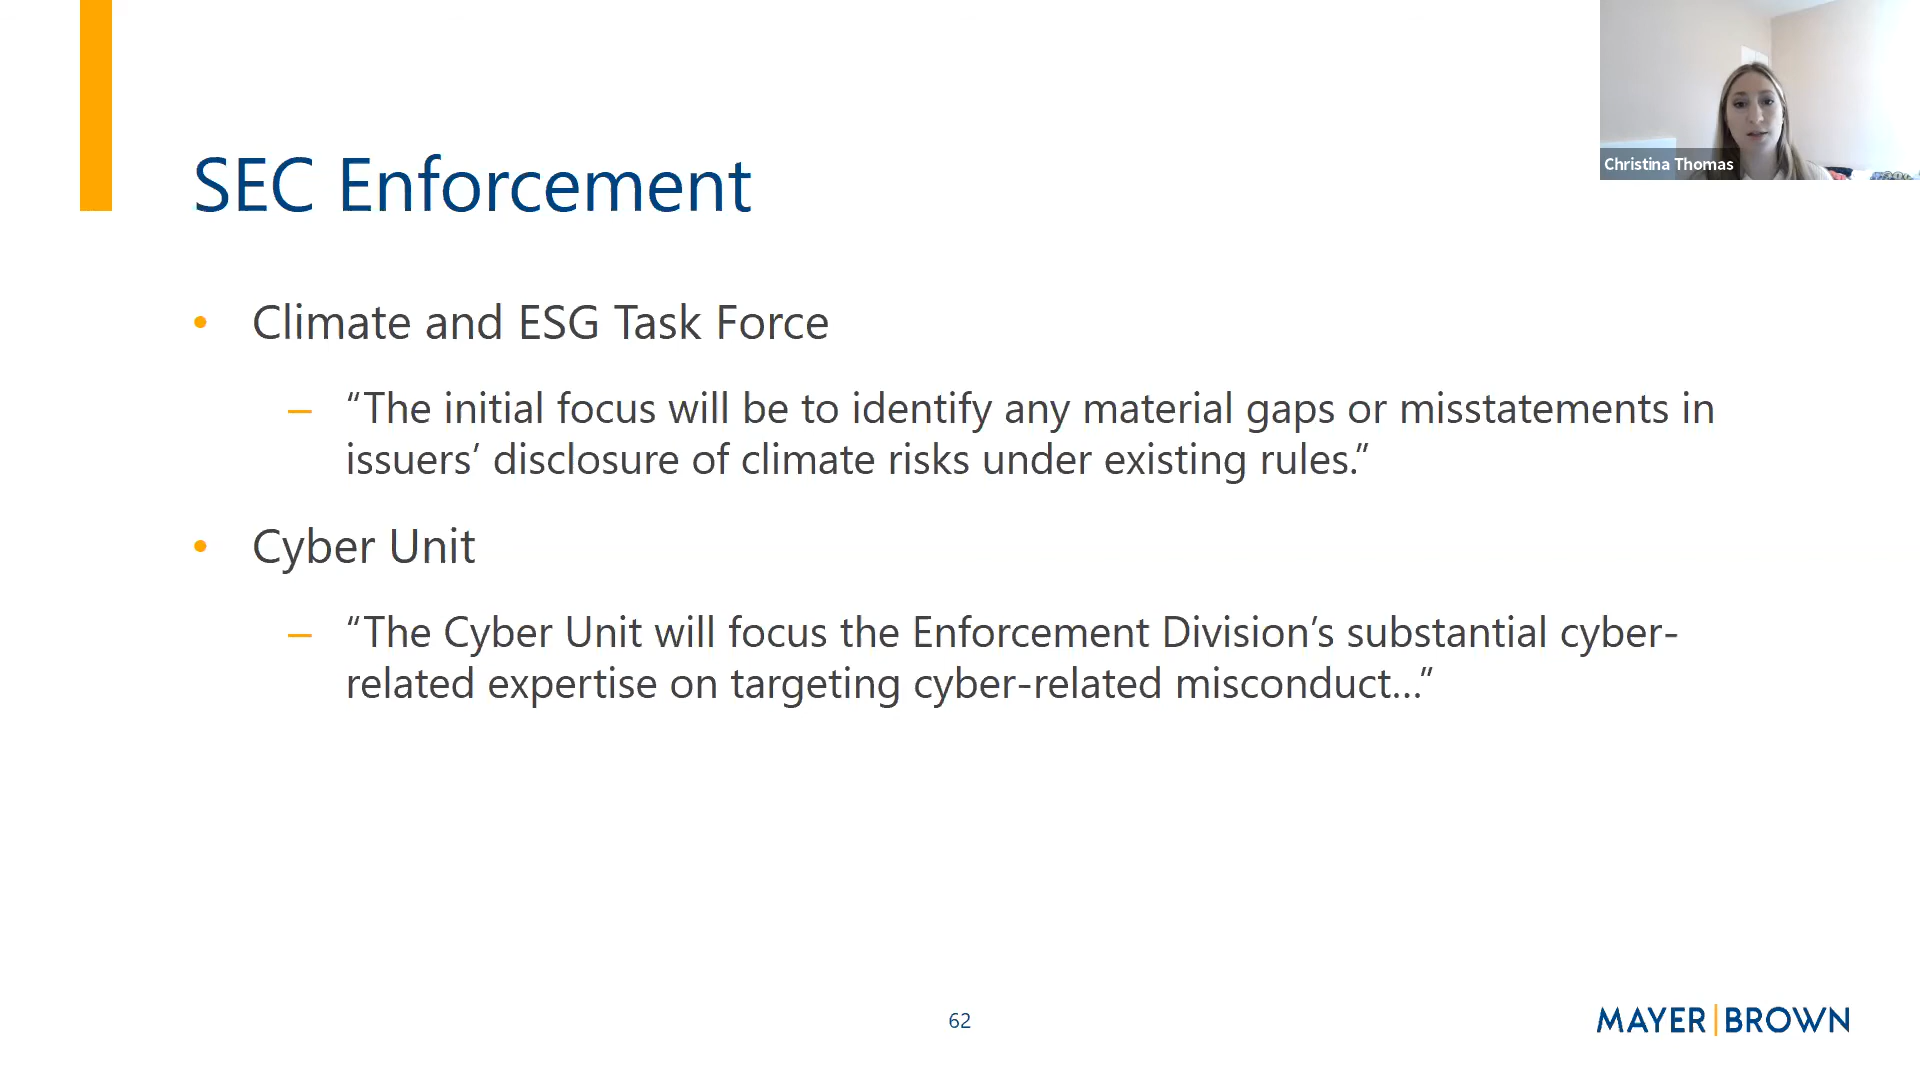 Christina Thomas
SEC Enforcement
• Climate and ESG Task Force
– “The initial focus will be to identify any material gaps or misstatements in
issuers’ disclosure of climate risks under existing rules.”
• Cyber Unit
– “The Cyber Unit will focus the Enforcement Division’s substantial cyber-
related expertise on targeting cyber-related misconduct…”
62
MAYER|BROWN